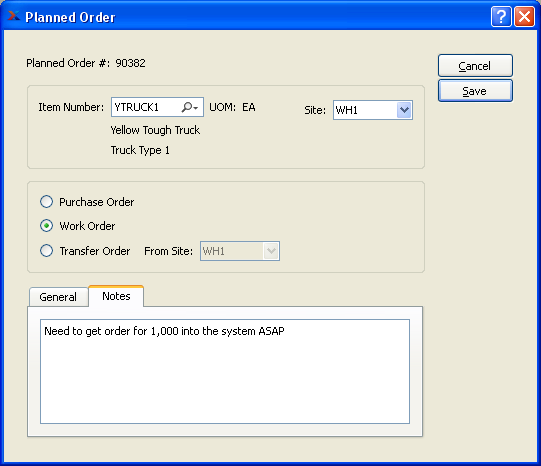 Planned Order
Planned Order #: 90382
Cancel
Save
Item Number: YTRUCK1 UOM: EA Site: WH1
Yellow Tough Truck
Truck Type 1
Purchase Order
Work Order
Transfer Order From Site: WH1
General Notes
Need to get order for 1,000 into the system ASAP